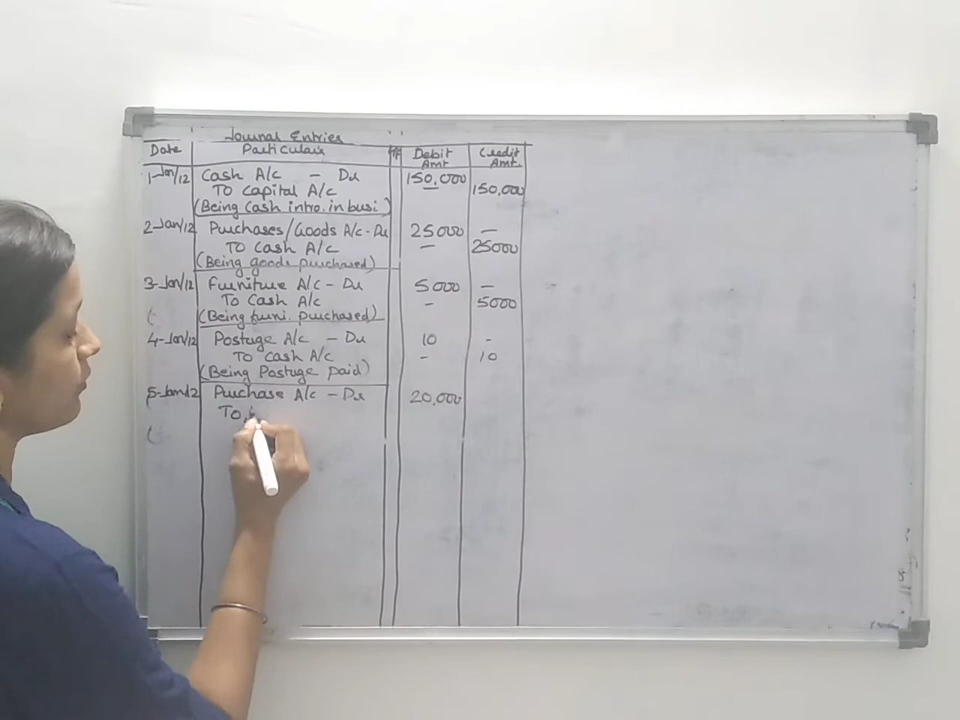 Journal Entries
Date Particulars Debit Amt. Credit Amt.
1-Jan/12 Cash A/c - Dr 150,000
To Capital A/c - 150,000
(Being Cash intro. in busi)
2-Jan/12 Purchases/Goods A/c-Dr 25000 -
To Cash A/c - 25000
(Being goods purchased)
3-Jan/12 Furniture A/c - Dr 5000 -
To Cash A/c - 5000
(Being furni. purchased)
4-Jan/12 Postage A/c - Dr 10 -
To Cash A/c - 10
(Being Postage paid)
5-Jan/12 Purchase A/c - Dr 20,000
To